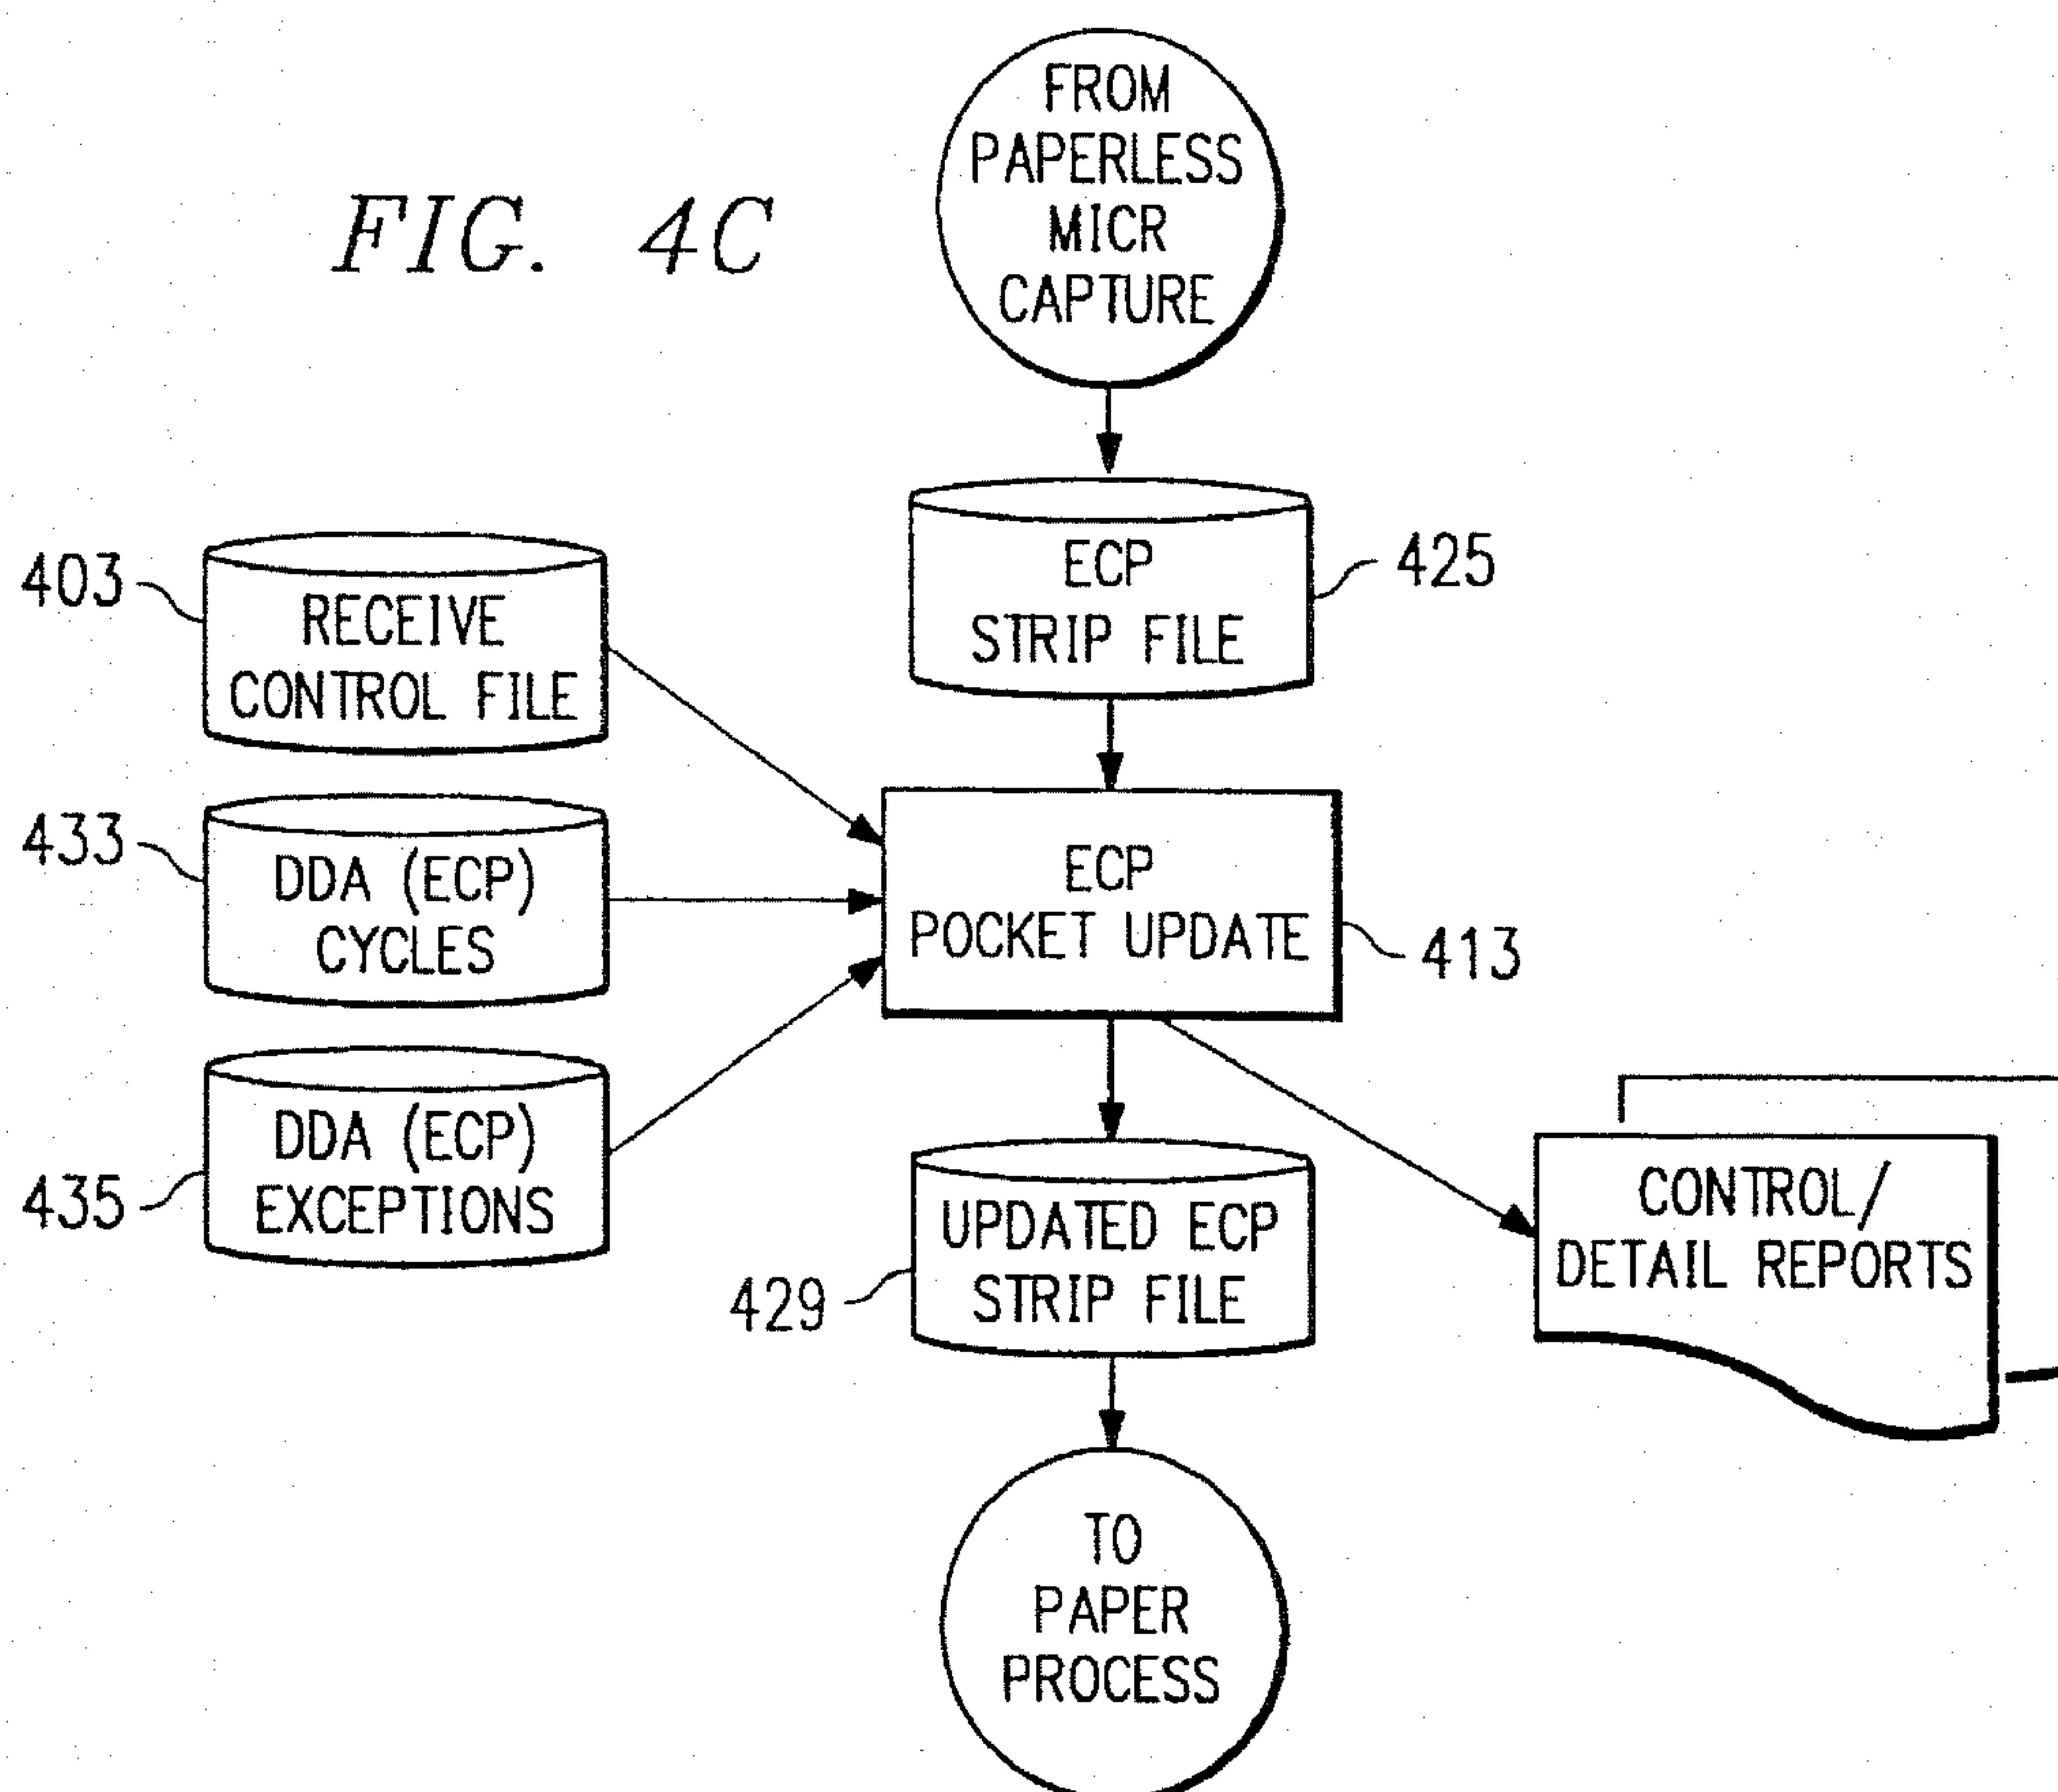 FIG. 4C
FROM
PAPERLESS
MICR
CAPTURE
ECP
STRIP FILE
425
403
RECEIVE
CONTROL FILE
433
DDA (ECP)
CYCLES
ECP
POCKET UPDATE
413
435
DDA (ECP)
EXCEPTIONS
UPDATED ECP
STRIP FILE
429
CONTROL/
DETAIL REPORTS
TO
PAPER
PROCESS